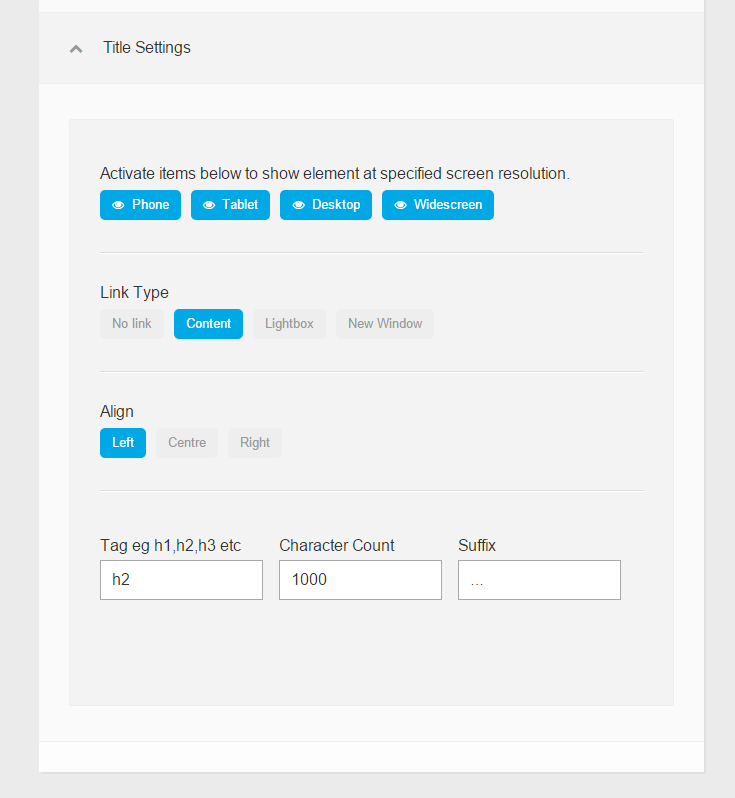 Title Settings
Activate items below to show element at specified screen resolution.
Phone Tablet Desktop Widescreen
Link Type
No link Content Lightbox New Window
Align
Left Centre Right
Tag eg h1,h2,h3 etc Character Count Suffix
h2 1000 ...